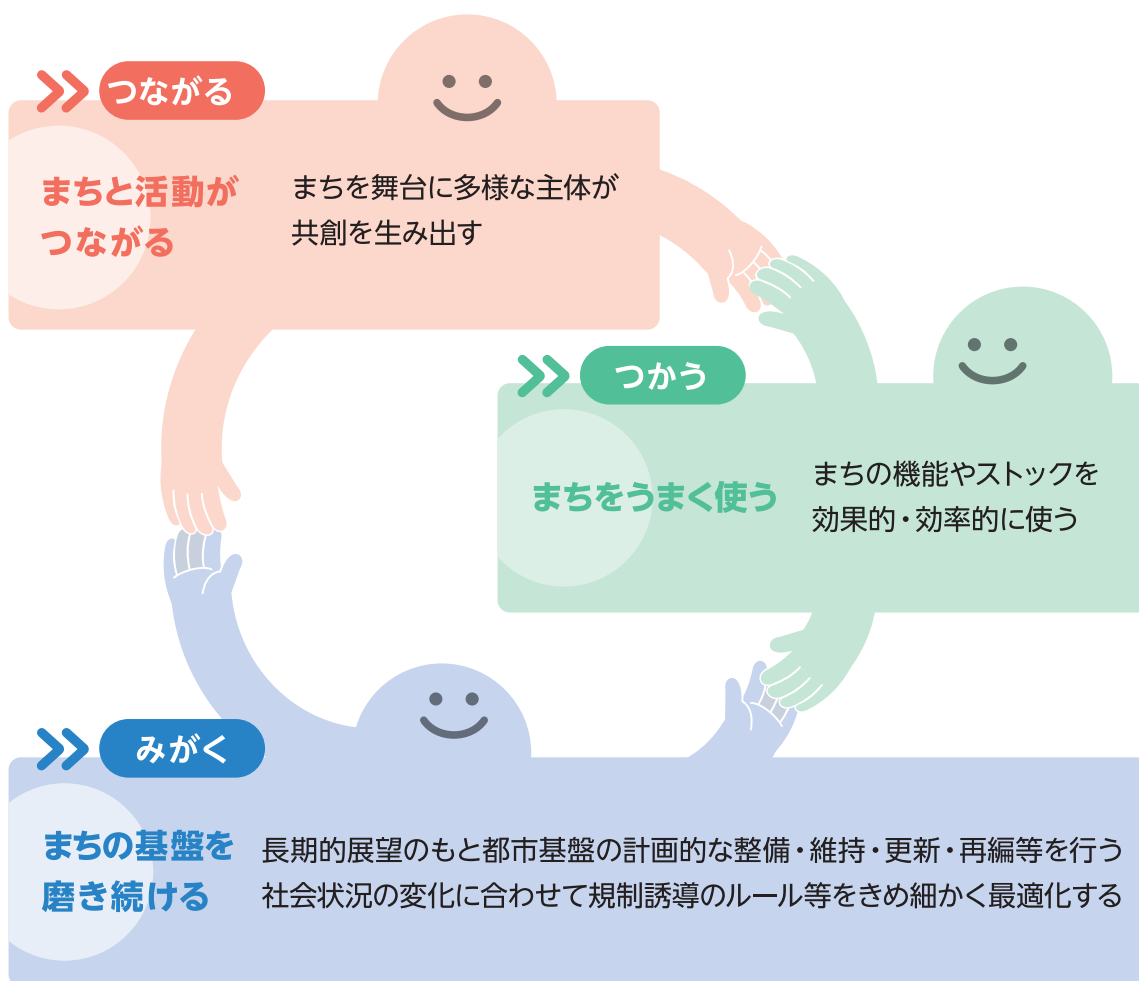 つながる
まちと活動が
つながる
まちを舞台に多様な主体が
共創を生み出す
つかう
まちをうまく使う
まちの機能やストックを
効果的・効率的に使う
みがく
まちの基盤を
磨き続ける
長期的展望のもと都市基盤の計画的な整備・維持・更新・再編等を行う
社会状況の変化に合わせて規制誘導のルール等をきめ細かく最適化する